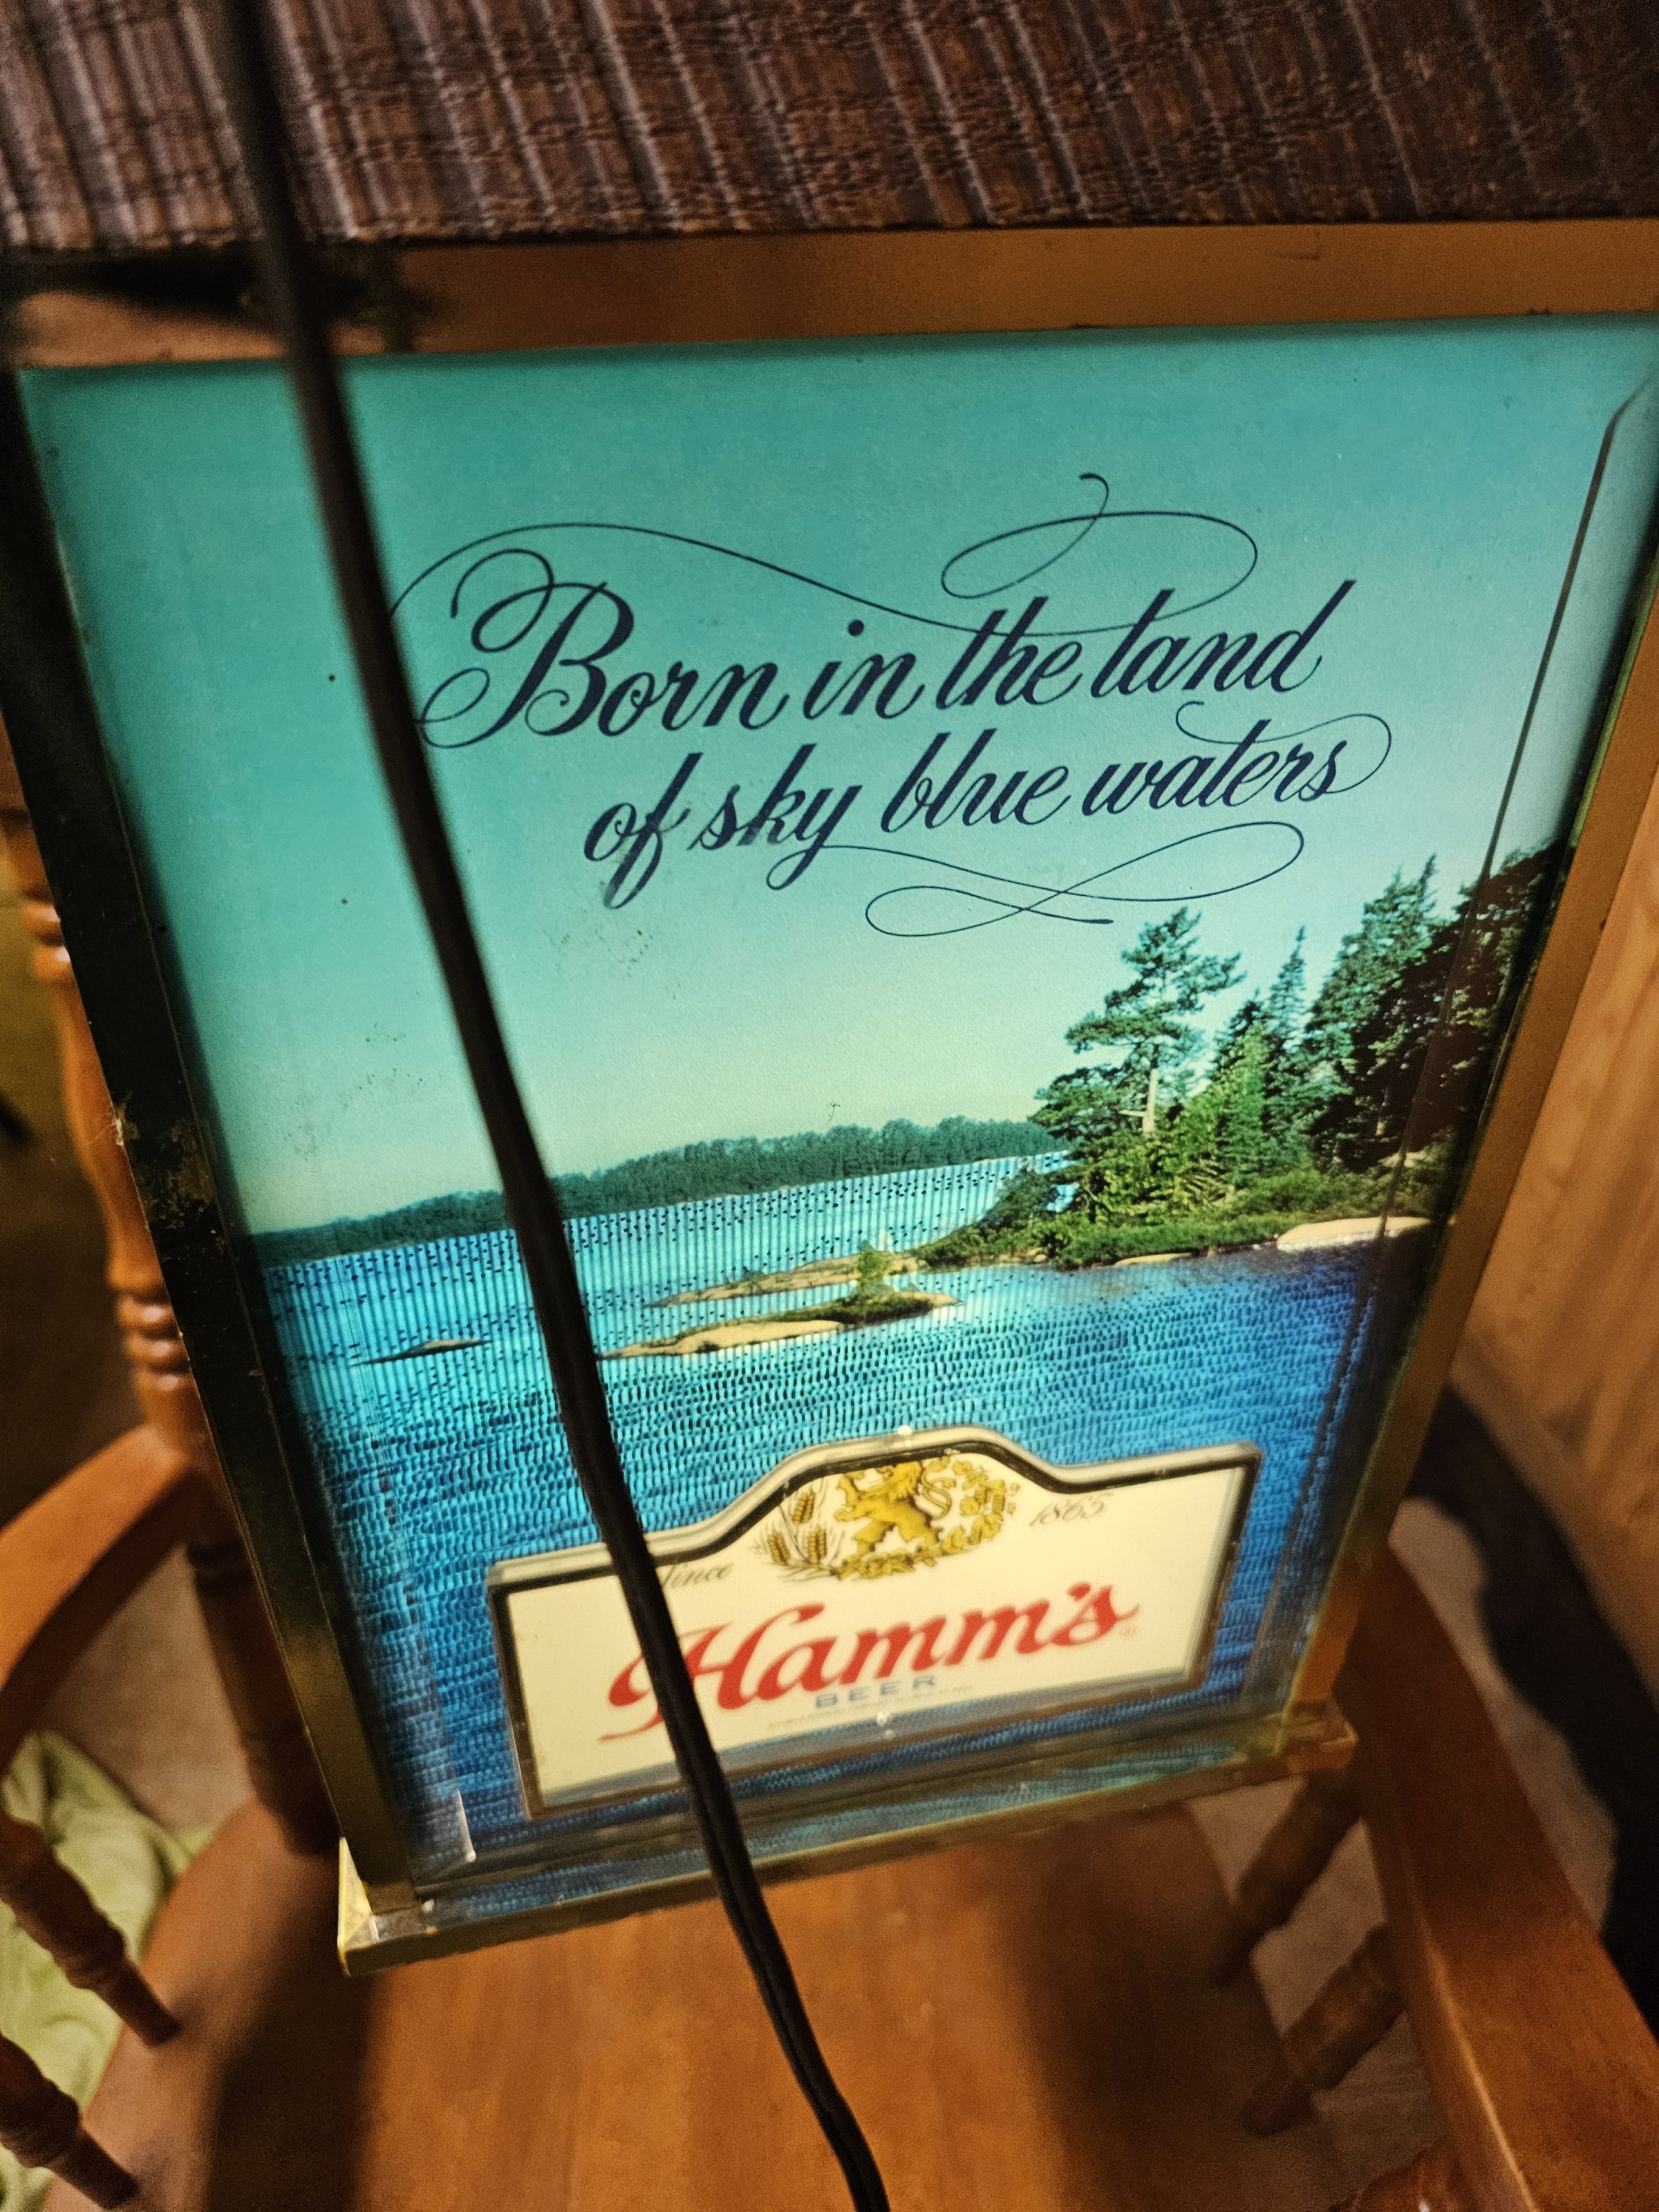 Born in the land
of sky blue waters
Since 1865
Hamm's ®
BEER